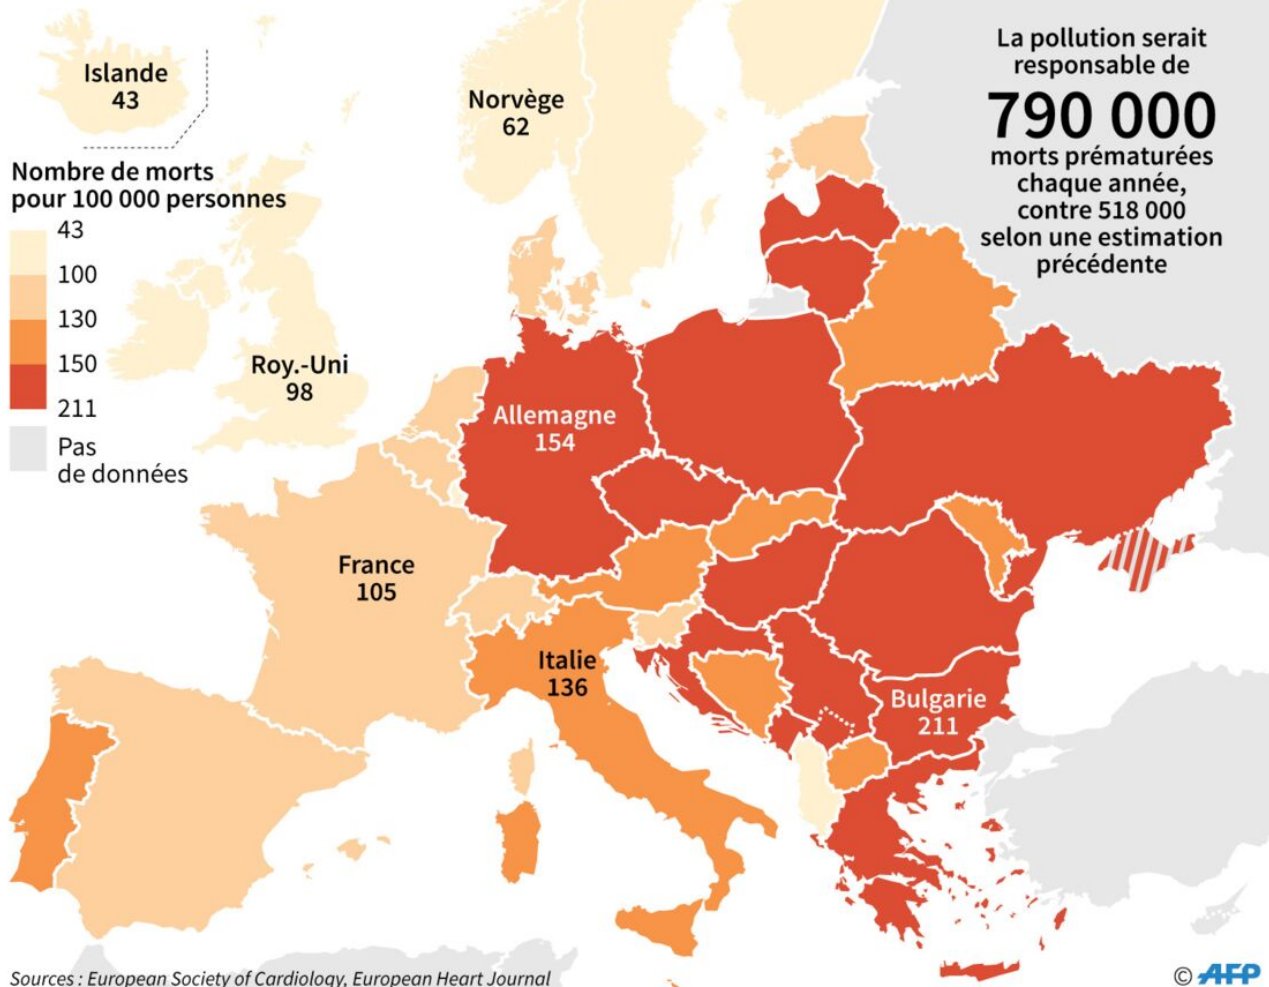 Islande
43
Norvège
62
La pollution serait
responsable de
790 000
morts prématurées
chaque année,
contre 518 000
selon une estimation
précédente
Nombre de morts
pour 100 000 personnes
43
100
130
150
211
Pas
de données
Roy.-Uni
98
Allemagne
154
France
105
Italie
136
Bulgarie
211
Sources : European Society of Cardiology, European Heart Journal
© AFP